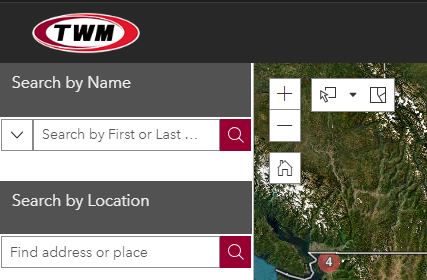 TWM
Search by Name
Search by First or Last ...
Search by Location
Find address or place
4